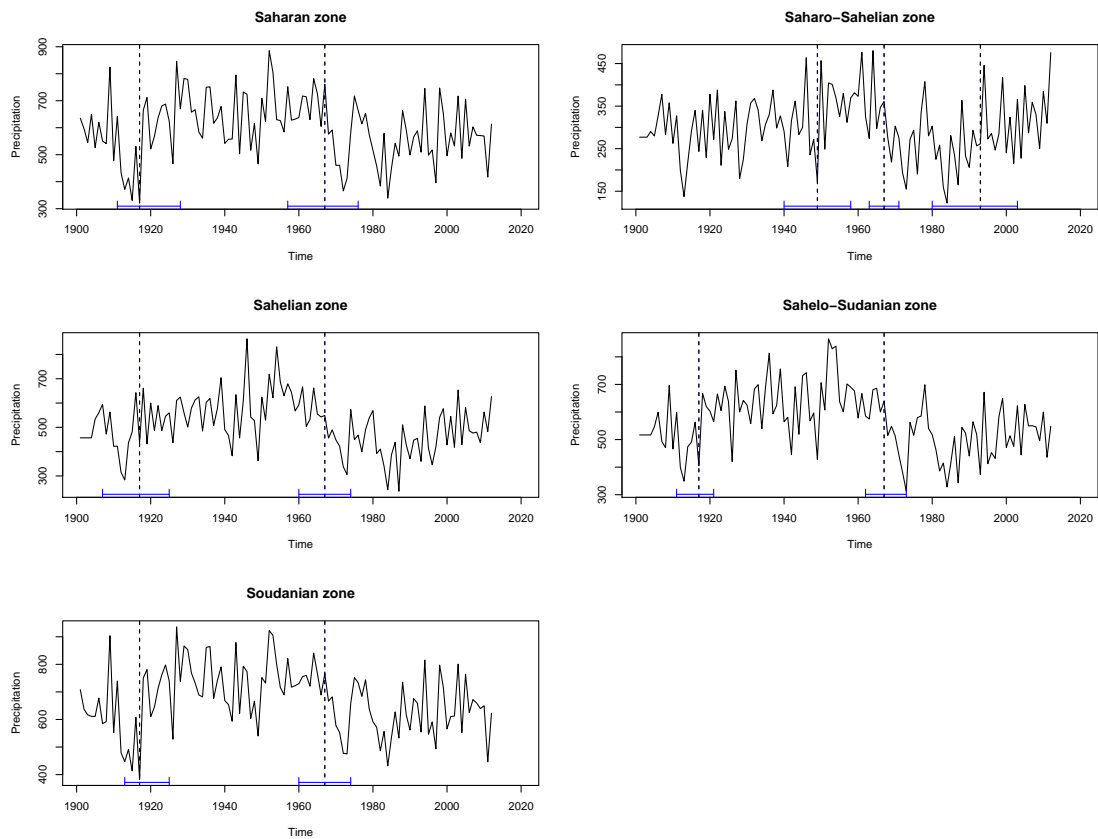 Saharan zone
Precipitation
300 500 700 900
1900 1920 1940 1960 1980 2000 2020
Time
Saharo−Sahelian zone
Precipitation
150 250 350 450
1900 1920 1940 1960 1980 2000 2020
Time
Sahelian zone
Precipitation
300 500 700
1900 1920 1940 1960 1980 2000 2020
Time
Sahelo−Sudanian zone
Precipitation
300 500 700
1900 1920 1940 1960 1980 2000 2020
Time
Soudanian zone
Precipitation
400 600 800
1900 1920 1940 1960 1980 2000 2020
Time